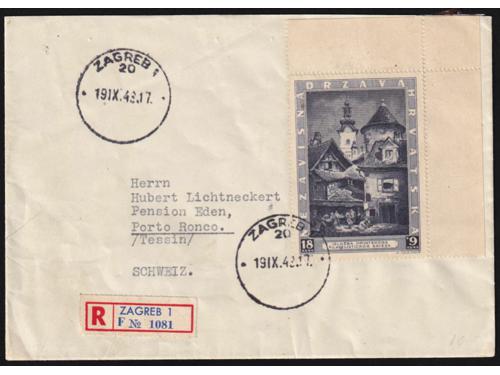 ZAGREB 1
20
19 IX. 43.17.
NEZAVISNA DRZAVA HRVATSKA
Herrn
Hubert Lichtneckert
Pension Eden,
Porto Ronco.
/Tessin/
SCHWEIZ.
ZAGREB 1
20
19 IX. 43.17.
18 9
R ZAGREB 1
F № 1081
10